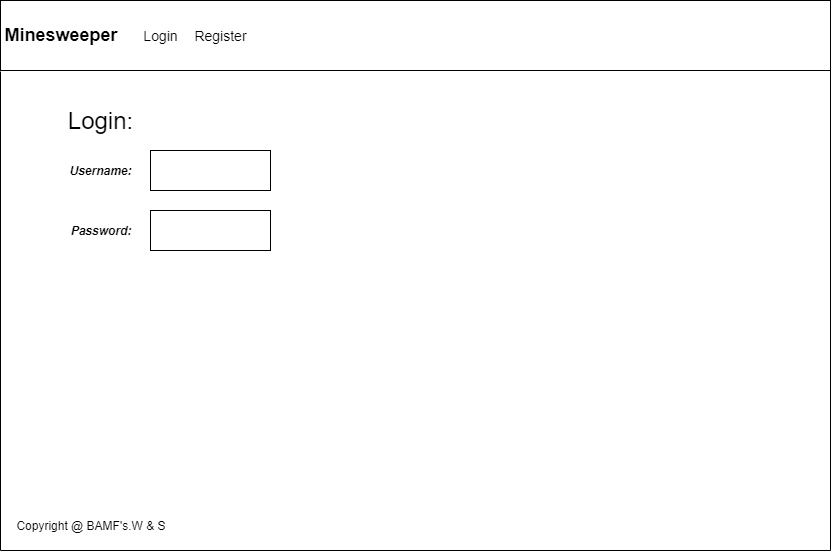 Minesweeper Login Register
Login:
Username:
Password:
Copyright @ BAMF's.W & S